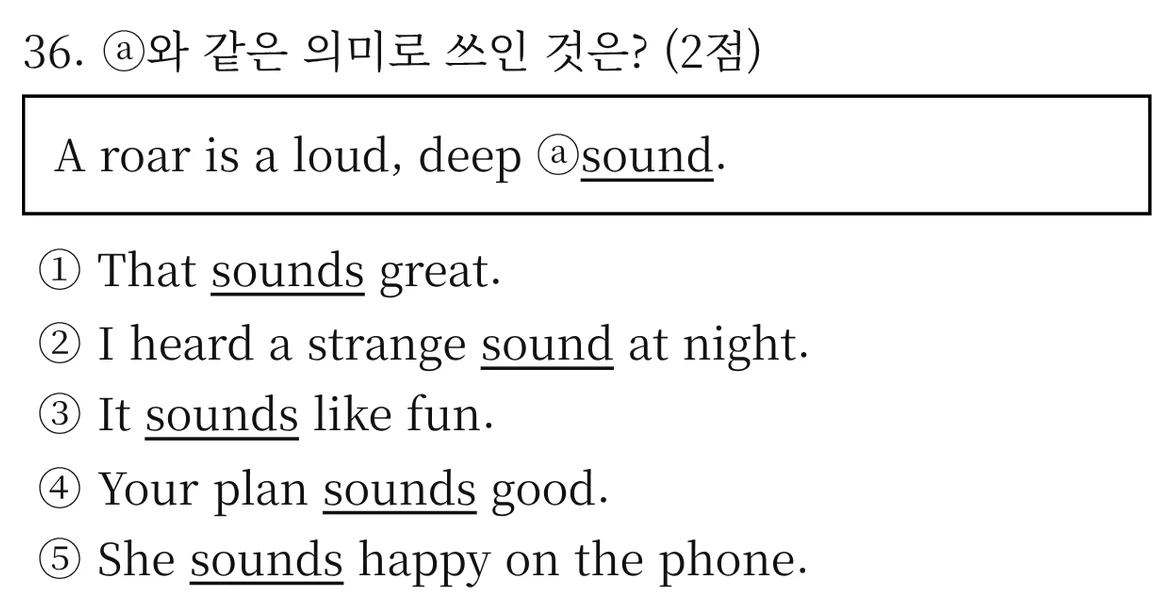 36. ⓐ와 같은 의미로 쓰인 것은? (2점)
A roar is a loud, deep ⓐsound.
① That sounds great.
② I heard a strange sound at night.
③ It sounds like fun.
④ Your plan sounds good.
⑤ She sounds happy on the phone.